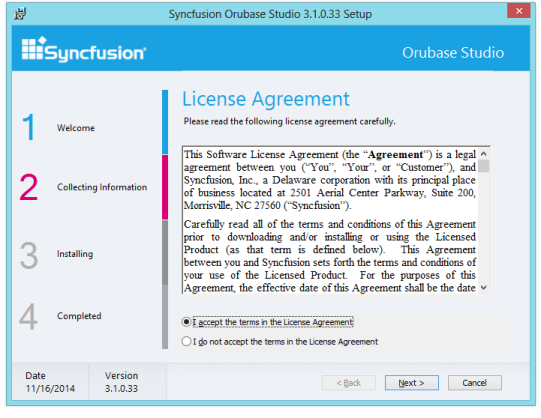 Syncfusion Orubase Studio 3.1.0.33 Setup
Syncfusion
Orubase Studio
1 Welcome
2 Collecting Information
3 Installing
4 Completed
License Agreement
Please read the following license agreement carefully.
This Software License Agreement (the “Agreement”) is a legal
agreement between you (“You”, “Your”, or “Customer”), and
Syncfusion, Inc., a Delaware corporation with its principal place
of business located at 2501 Aerial Center Parkway, Suite 200,
Morrisville, NC 27560 (“Syncfusion”).
Carefully read all of the terms and conditions of this Agreement
prior to downloading and/or installing or using the Licensed
Product (as that term is defined below). This Agreement
between you and Syncfusion sets forth the terms and conditions of
your use of the Licensed Product. For the purposes of this
Agreement, the effective date of this Agreement shall be the date
I accept the terms in the License Agreement
I do not accept the terms in the License Agreement
Date
11/16/2014
Version
3.1.0.33
< Back
Next >
Cancel